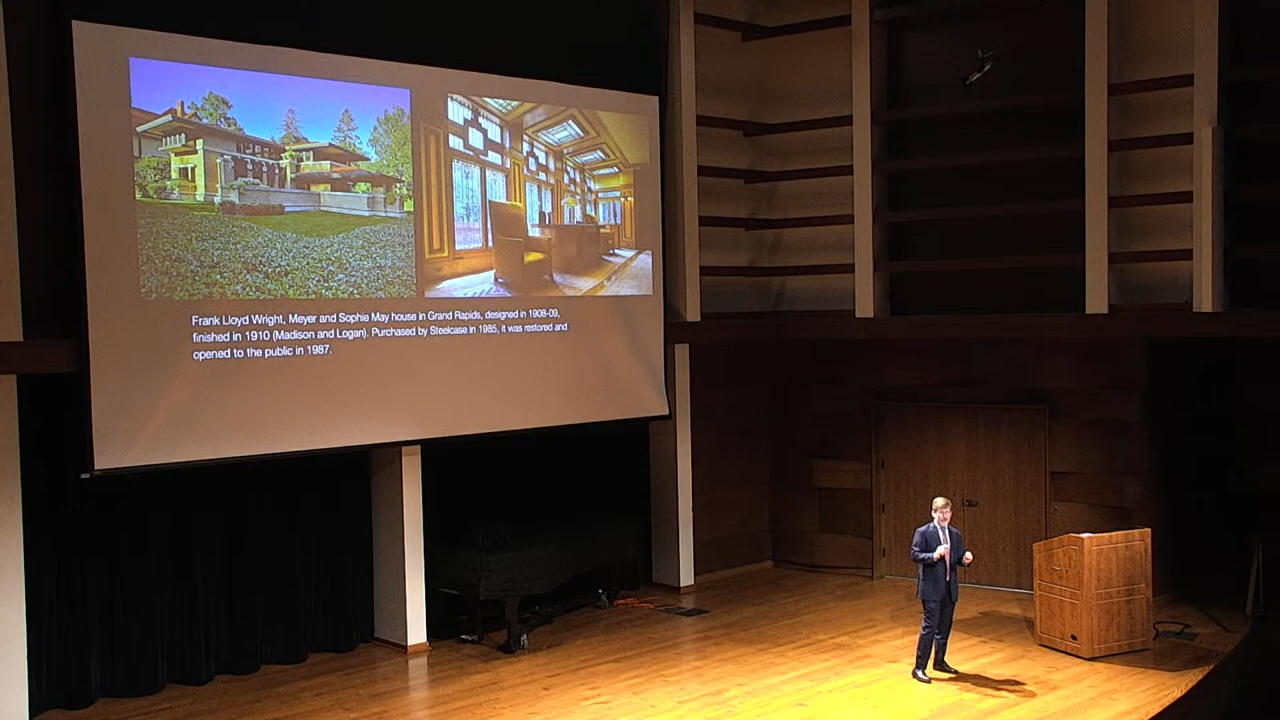 Frank Lloyd Wright, Meyer and Sophie May house in Grand Rapids, designed in 1908-09,
finished in 1910 (Madison and Logan). Purchased by Steelcase in 1985, it was restored and
opened to the public in 1987.